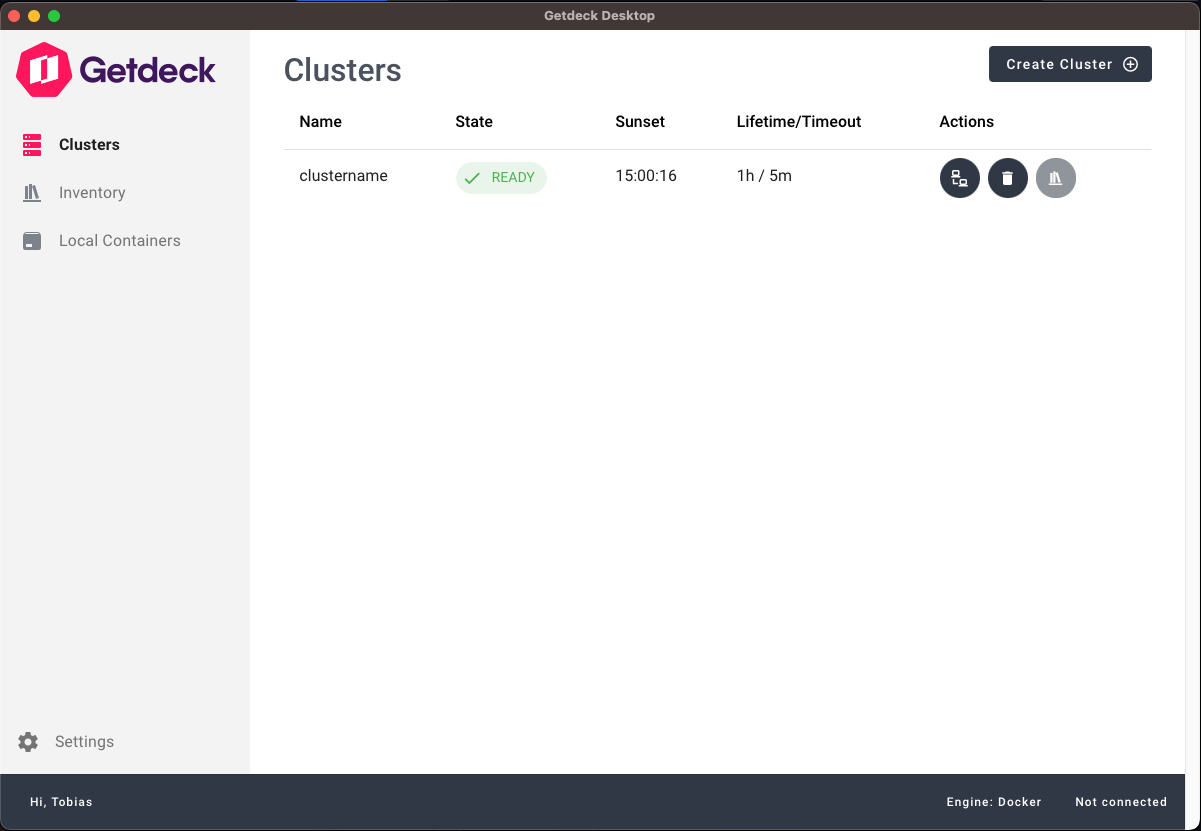 Getdeck Desktop
Getdeck
Clusters
Inventory
Local Containers
Settings
Clusters
Create Cluster
Name State Sunset Lifetime/Timeout Actions
clustername READY 15:00:16 1h / 5m
Hi, Tobias Engine: Docker Not connected